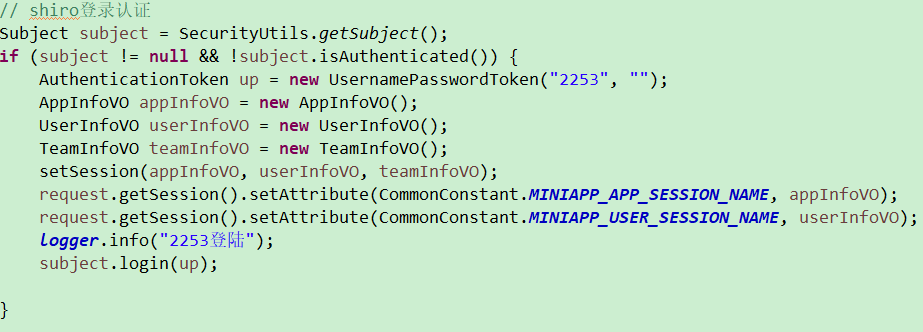 // shiro登录认证
Subject subject = SecurityUtils.getSubject();
if (subject != null && !subject.isAuthenticated()) {
AuthenticationToken up = new UsernamePasswordToken("2253", "");
AppInfoVO appInfoVO = new AppInfoVO();
UserInfoVO userInfoVO = new UserInfoVO();
TeamInfoVO teamInfoVO = new TeamInfoVO();
setSession(appInfoVO, userInfoVO, teamInfoVO);
request.getSession().setAttribute(CommonConstant.MINIAPP_APP_SESSION_NAME, appInfoVO);
request.getSession().setAttribute(CommonConstant.MINIAPP_USER_SESSION_NAME, userInfoVO);
logger.info("2253登陆");
subject.login(up);
}